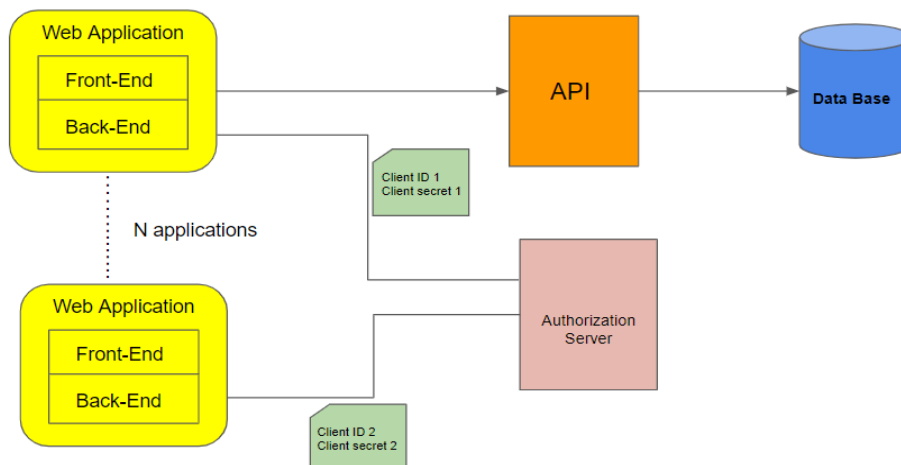 Web Application
Front-End
Back-End
API
Data Base
Client ID 1
Client secret 1
N applications
Web Application
Front-End
Back-End
Authorization
Server
Client ID 2
Client secret 2